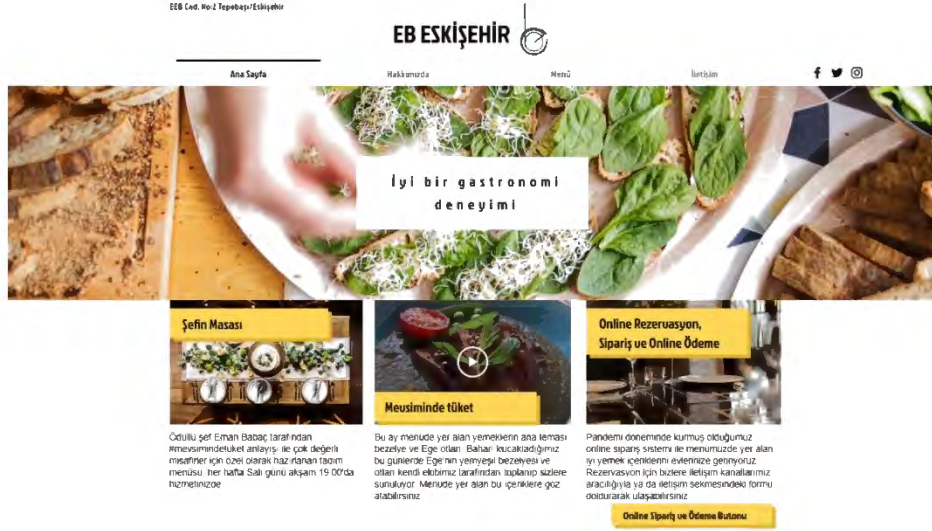 EEB Cad. No:2 Tepebaşı/Eskişehir
EB ESKİŞEHİR
Ana Sayfa
Hakkımızda
Menü
İletişim
İyi bir gastronomi
deneyimi
Şefin Masası
Mevsiminde tüket
Online Rezervasyon,
Sipariş ve Online Ödeme
Ödüllü şef Eman Babaç tarafından
#mevsimindetüket anlayışı ile çok değerli
misafirler için özel olarak hazırlanan tadım
menüsü her hafta Salı günü akşam 19.00'da
hizmetinizde
Bu ay menüde yer alan yemeklerin ana teması
bezelye ve Ege otları. Baharı kucakladığımız
bu günlerde Ege'nin yemyeşil bezelyesi ve
otları kendi ekibimiz tarafından toplanıp sizlere
sunuluyor. Menüde yer alan bu içeriklere göz
atabilirsiniz
Pandemi döneminde kurmuş olduğumuz
online sipariş sistemi ile menümüzde yer alan
iyi yemek içeriklerini evlerinize getiriyoruz
Rezervasyon için bizlere iletişim kanallarımız
aracılığıyla ya da iletişim sekmesindeki formu
doldurarak ulaşabilirsiniz
Online Sipariş ve Ödeme Butonu